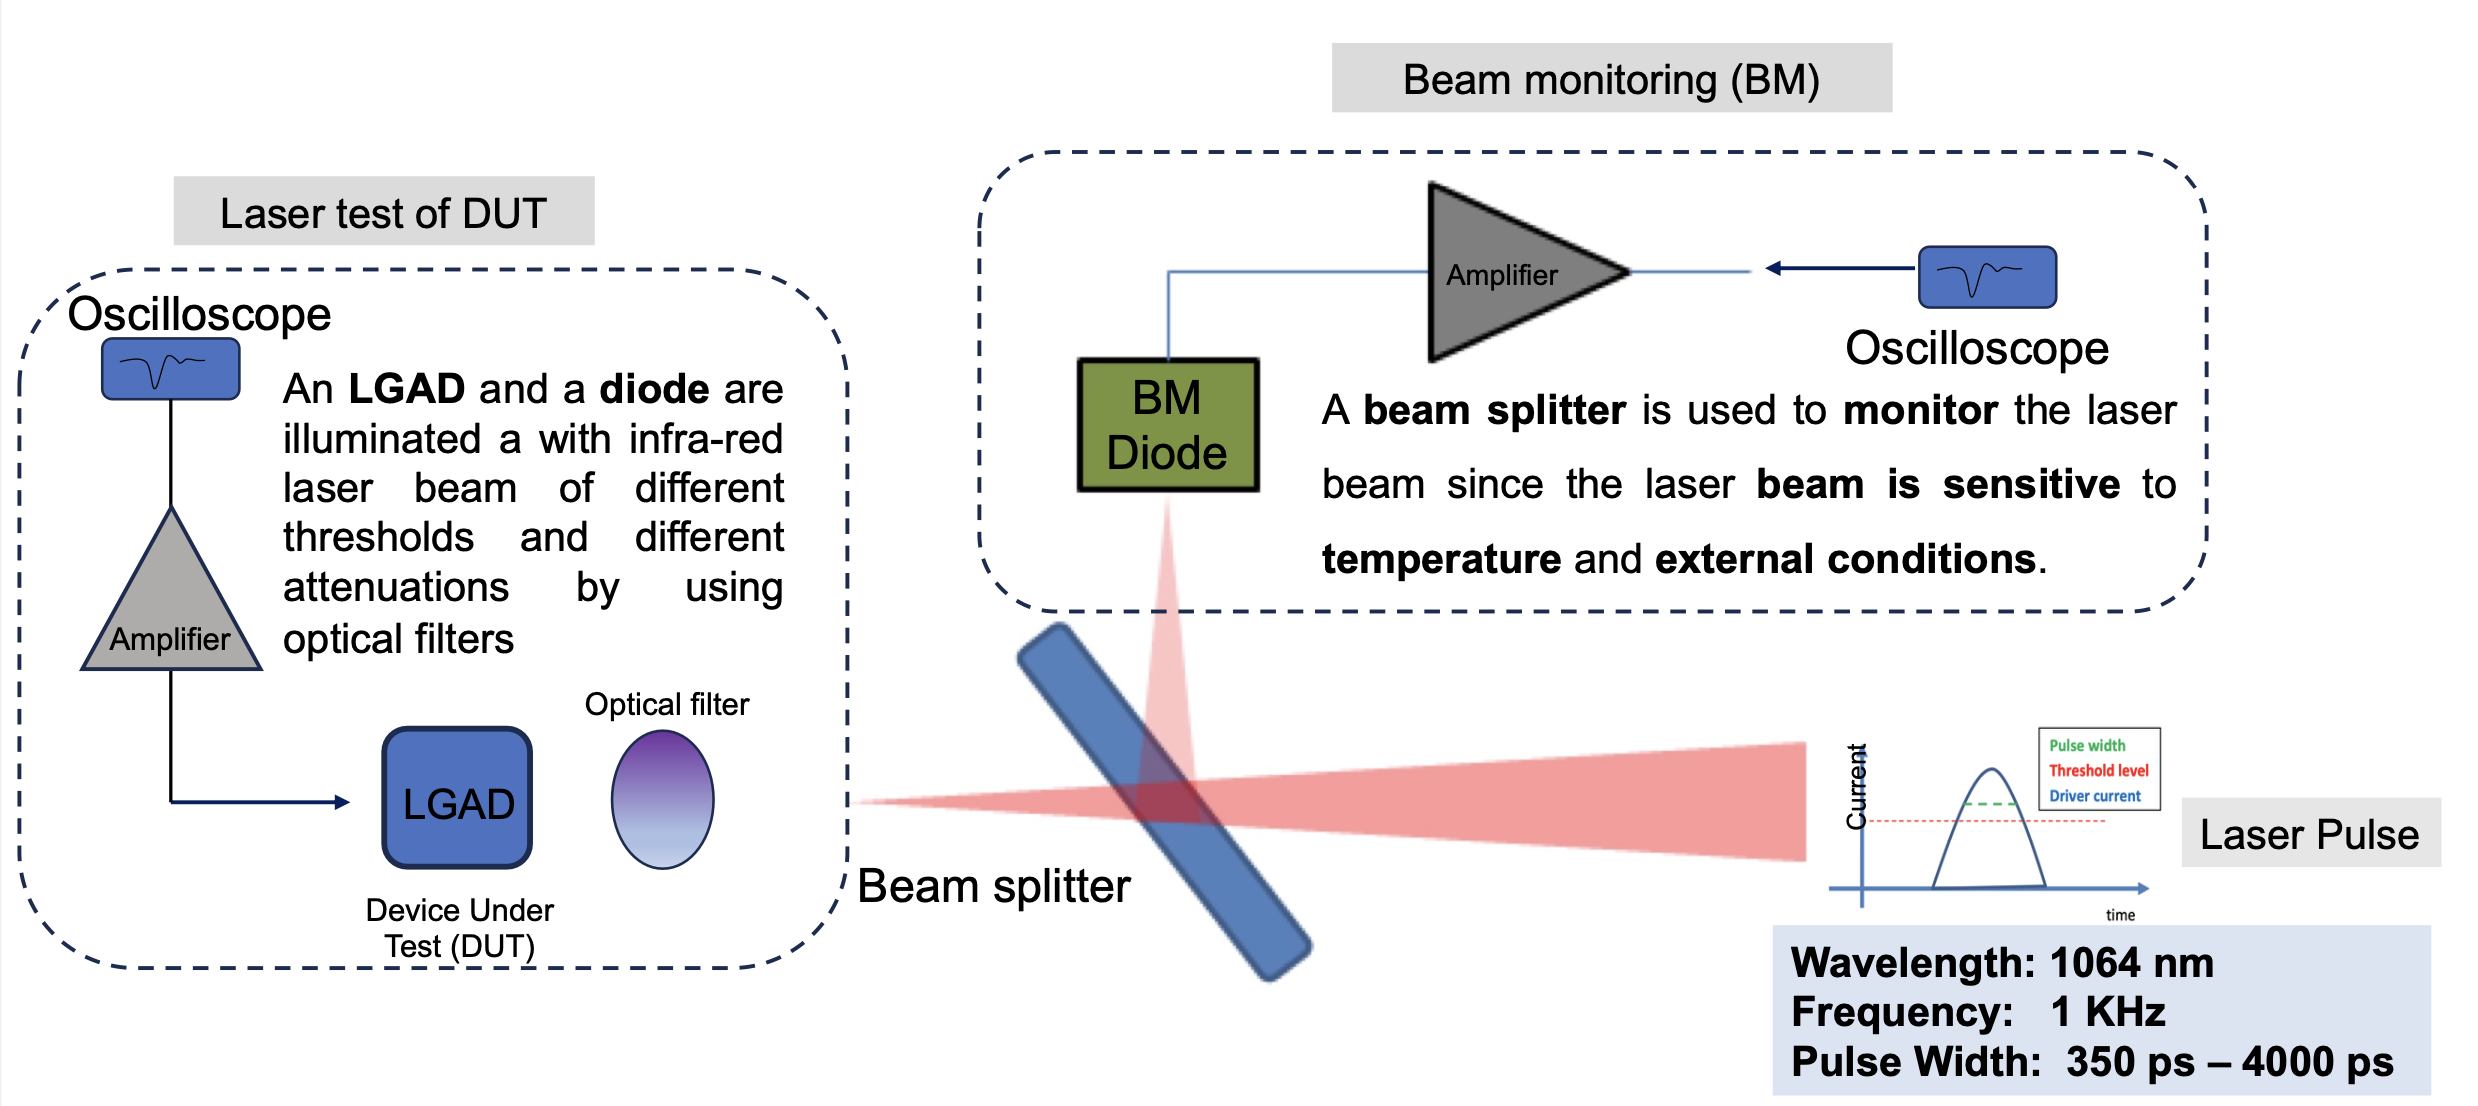 Beam monitoring (BM)
Laser test of DUT
Oscilloscope
An LGAD and a diode are
illuminated a with infra-red
laser beam of different
thresholds and different
attenuations by using
optical filters
Amplifier
Optical filter
LGAD
Device Under
Test (DUT)
Amplifier
Oscilloscope
BM
Diode
A beam splitter is used to monitor the laser
beam since the laser beam is sensitive to
temperature and external conditions.
Beam splitter
Current
Pulse width
Threshold level
Driver current
time
Laser Pulse
Wavelength: 1064 nm
Frequency: 1 KHz
Pulse Width: 350 ps – 4000 ps